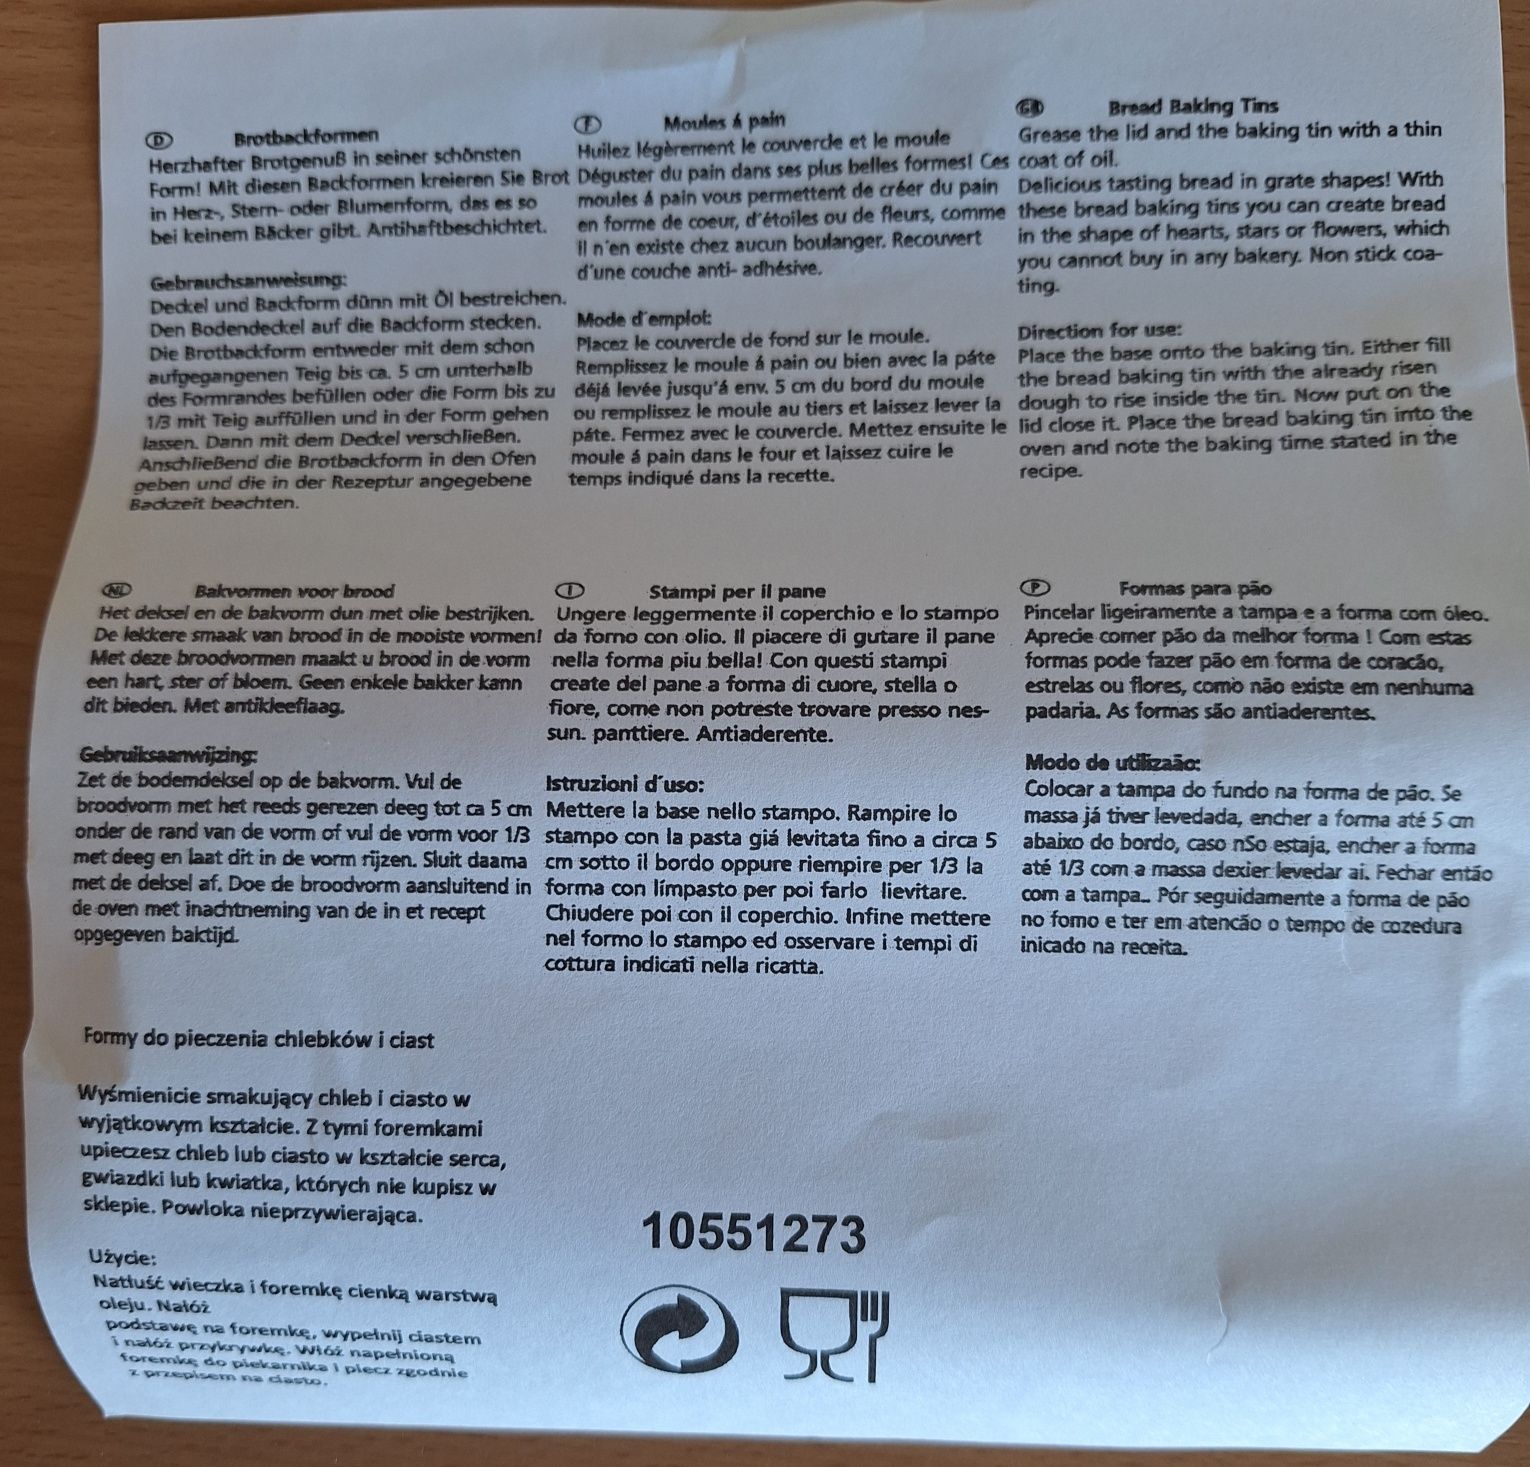 D Brotbackformen
Herzhafter Brotgenuß in seiner schönsten
Form! Mit diesen Backformen kreieren Sie Brot
in Herz-, Stern- oder Blumenform, das es so
bei keinem Bäcker gibt. Antihaftbeschichtet.
Gebrauchsanweisung:
Deckel und Backform dünn mit Öl bestreichen.
Den Bodendeckel auf die Backform stecken.
Die Brotbackform entweder mit dem schon
aufgegangenen Teig bis ca. 5 cm unterhalb
des Formrandes befüllen oder die Form bis zu
1/3 mit Teig auffüllen und in der Form gehen
lassen. Dann mit dem Deckel verschließen.
Anschließend die Brotbackform in den Ofen
geben und die in der Rezeptur angegebene
Backzeit beachten.
F Moules á pain
Huilez légèrement le couvercle et le moule
Déguster du pain dans ses plus belles formes! Ces
moules á pain vous permettent de créer du pain
en forme de coeur, d'étoiles ou de fleurs, comme
il n'en existe chez aucun boulanger. Recouvert
d'une couche anti- adhésive.
Mode d'emplot:
Placez le couvercle de fond sur le moule.
Remplissez le moule á pain ou bien avec la páte
déjá levée jusqu'á env. 5 cm du bord du moule
ou remplissez le moule au tiers et laissez lever la
páte. Fermez avec le couvercle. Mettez ensuite le
moule á pain dans le four et laissez cuire le
temps indiqué dans la recette.
GB Bread Baking Tins
Grease the lid and the baking tin with a thin
coat of oil.
Delicious tasting bread in grate shapes! With
these bread baking tins you can create bread
in the shape of hearts, stars or flowers, which
you cannot buy in any bakery. Non stick coa-
ting.
Direction for use:
Place the base onto the baking tin. Either fill
the bread baking tin with the already risen
dough to rise inside the tin. Now put on the
lid close it. Place the bread baking tin into the
oven and note the baking time stated in the
recipe.
NL Bakvormen voor brood
Het deksel en de bakvorm dun met olie bestrijken.
De lekkere smaak van brood in de mooiste vormen!
Met deze broodvormen maakt u brood in de vorm
een hart, ster of bloem. Geen enkele bakker kann
dit bieden. Met antikleeflaag.
Gebruiksaanwijzing:
Zet de bodemdeksel op de bakvorm. Vul de
broodvorm met het reeds gerezen deeg tot ca 5 cm
onder de rand van de vorm of vul de vorm voor 1/3
met deeg en laat dit in de vorm rijzen. Sluit daama
met de deksel af. Doe de broodvorm aansluitend in
de oven met inachtneming van de in et recept
opgegeven baktijd.
I Stampi per il pane
Ungere leggermente il coperchio e lo stampo
da forno con olio. Il piacere di gutare il pane
nella forma piu bella! Con questi stampi
create del pane a forma di cuore, stella o
fiore, come non potreste trovare presso nes-
sun. panttiere. Antiaderente.
Istruzioni d'uso:
Mettere la base nello stampo. Rampire lo
stampo con la pasta giá levitata fino a circa 5
cm sotto il bordo oppure riempire per 1/3 la
forma con límpasto per poi farlo lievitare.
Chiudere poi con il coperchio. Infine mettere
nel formo lo stampo ed osservare i tempi di
cottura indicati nella ricatta.
P Formas para pão
Pincelar ligeiramente a tampa e a forma com óleo.
Aprecie comer pão da melhor forma ! Com estas
formas pode fazer pão em forma de coracão,
estrelas ou flores, como não existe em nenhuma
padaria. As formas são antiaderentes.
Modo de utilizaão:
Colocar a tampa do fundo na forma de pão. Se
massa já tiver levedada, encher a forma até 5 cm
abaixo do bordo, caso nSo estaja, encher a forma
até 1/3 com a massa dexier levedar ai. Fechar então
com a tampa.. Pór seguidamente a forma de pão
no fomo e ter em atencão o tempo de cozedura
inicado na receita.
Formy do pieczenia chlebków i ciast
Wyśmienicie smakujący chleb i ciasto w
wyjątkowym kształcie. Z tymi foremkami
upieczesz chleb lub ciasto w kształcie serca,
gwiazdki lub kwiatka, których nie kupisz w
sklepie. Powloka nieprzywierająca.
Użycie:
Natłuść wieczka i foremkę cienką warstwą
oleju. Nałóż
podstawę na foremkę, wypełnij ciastem
i nałóż przykrywkę. Włóż napełnioną
foremkę do piekarnika i piecz zgodnie
z przepisem na ciasto.
10551273